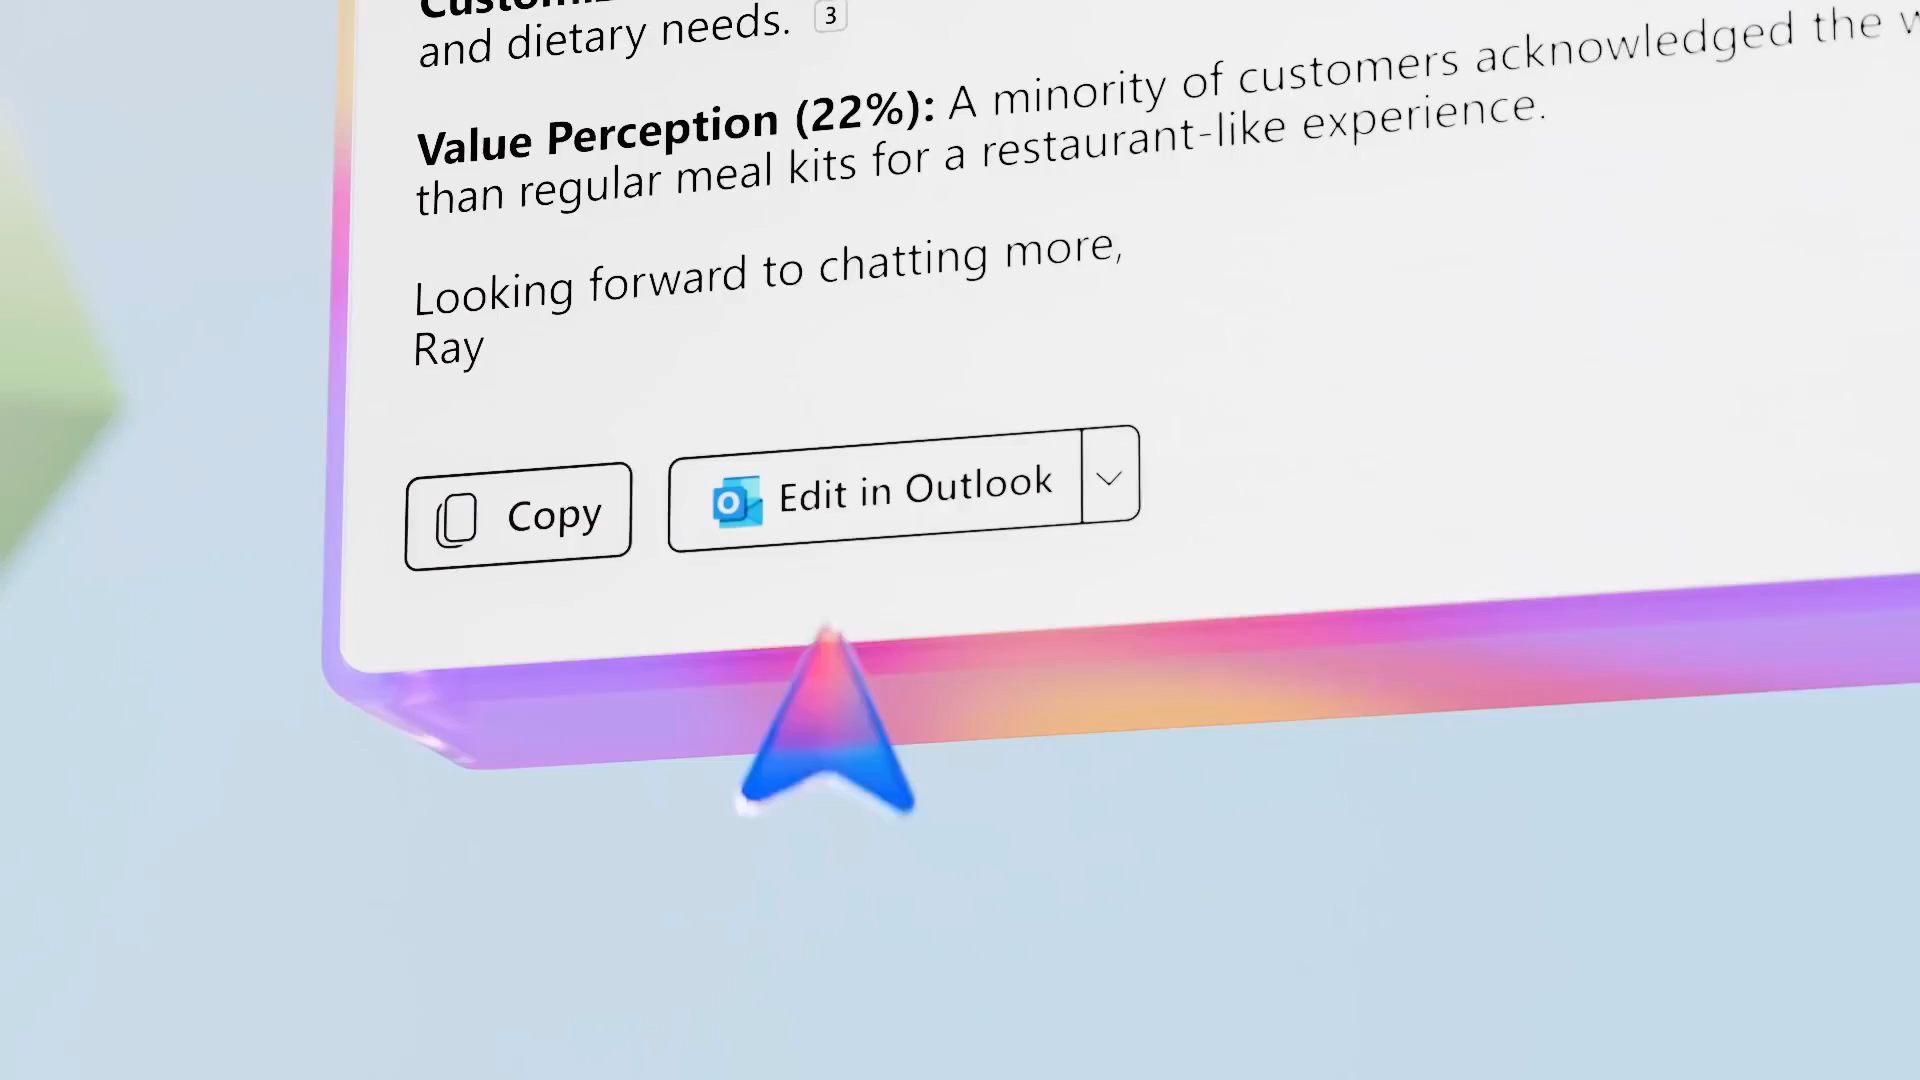 and dietary needs. 3
Value Perception (22%): A minority of customers acknowledged the
than regular meal kits for a restaurant-like experience.
Looking forward to chatting more,
Ray
Copy
Edit in Outlook